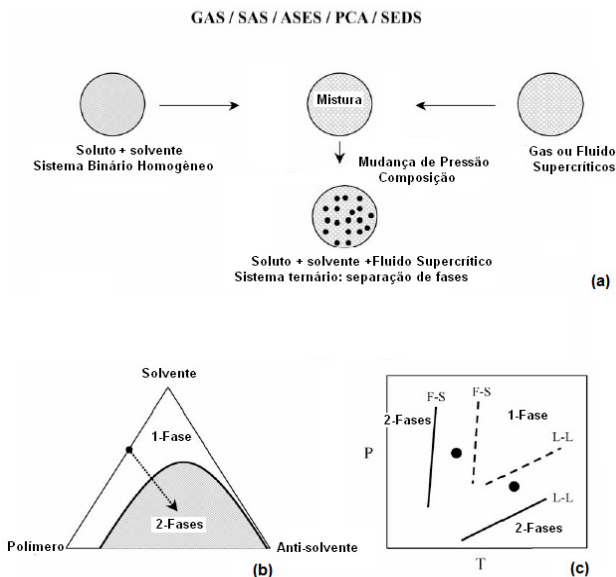 GAS / SAS / ASES / PCA / SEDS
Mistura
Soluto + solvente
Sistema Binário Homogêneo
Gas ou Fluido
Supercríticos
Mudança de Pressão
Composição
Soluto + solvente +Fluido Supercrítico
Sistema ternário: separação de fases
(a)
Solvente
1-Fase
2-Fases
Polímero
Anti-solvente
(b)
F-S
F-S
2-Fases
1-Fase
L-L
P
L-L
2-Fases
T
(c)